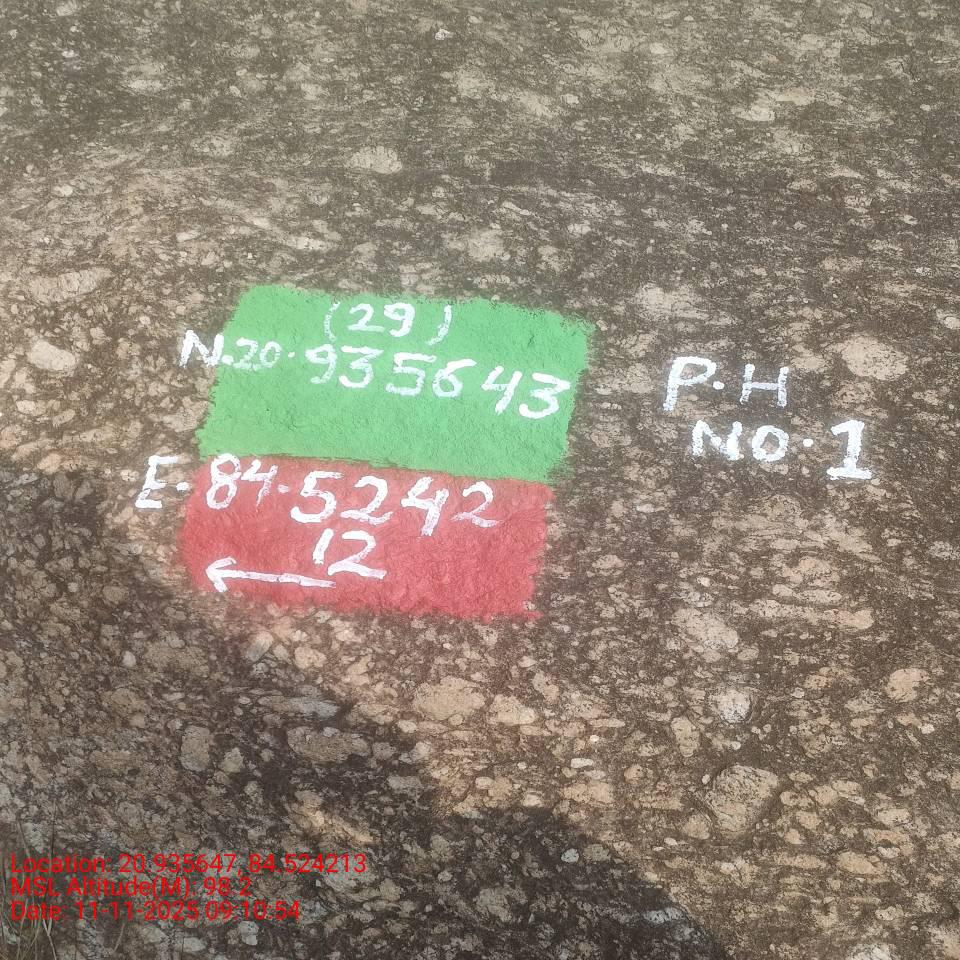 (29)
N.20.935643
E.84.5242
12
P.H
NO.1
Location: 20.935647, 84.524213
MSL Altitude(M): 98.2
Date: 11-11-2025 09:10:54